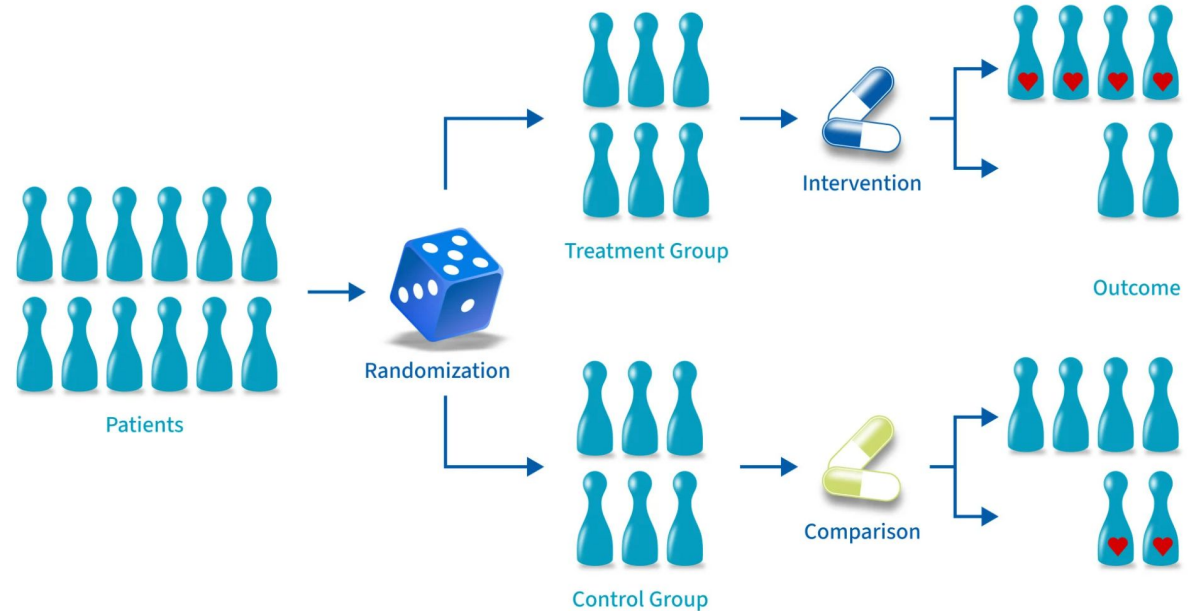 Patients
Randomization
Treatment Group
Intervention
Outcome
Control Group
Comparison